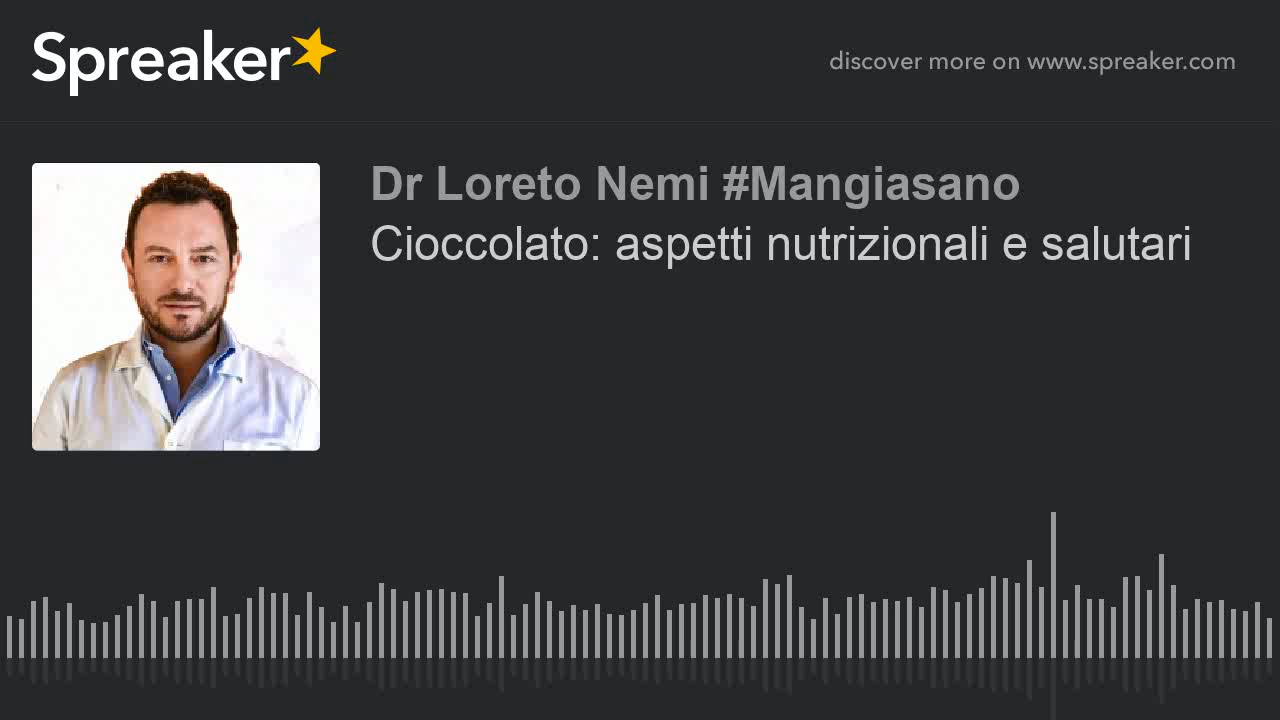 Spreaker
discover more on www.spreaker.com
Dr Loreto Nemi #Mangiasano
Cioccolato: aspetti nutrizionali e salutari